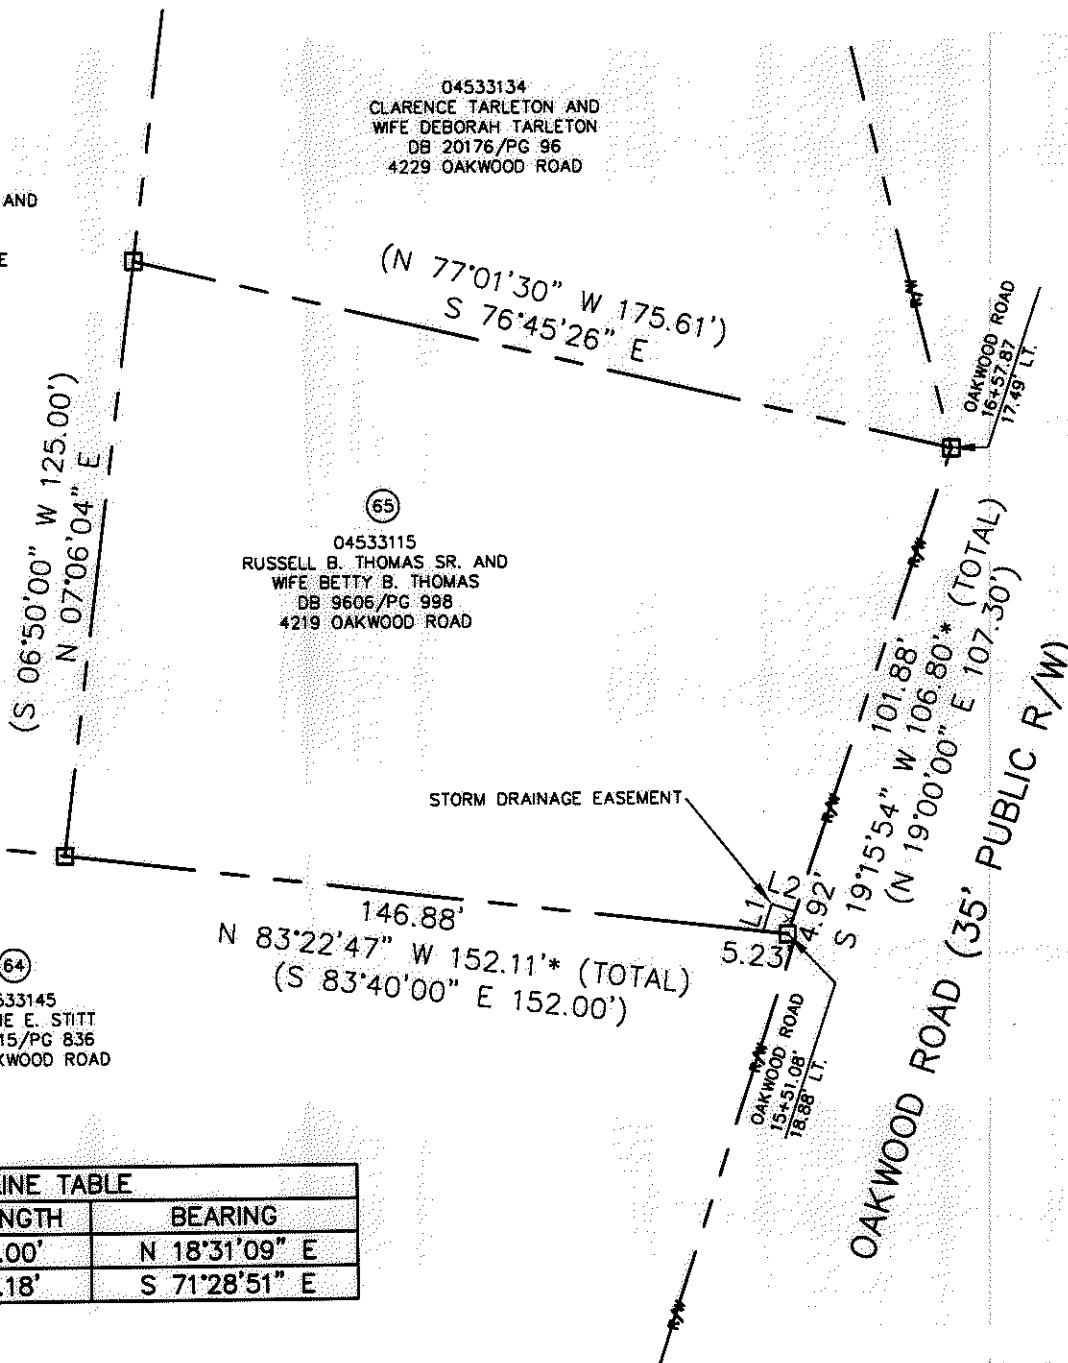 04533134
CLARENCE TARLETON AND
WIFE DEBORAH TARLETON
DB 20176/PG 96
4229 OAKWOOD ROAD
AND
E
(N 77°01'30" W 175.61')
S 76°45'26" E
OAKWOOD ROAD
16+57.87
17.49' LT.
R/W
(S 06°50'00" W 125.00')
N 07°06'04" E
65
04533115
RUSSELL B. THOMAS SR. AND
WIFE BETTY B. THOMAS
DB 9606/PG 998
4219 OAKWOOD ROAD
R/W
101.88'
S 19°15'54" W 106.80'* (TOTAL)
(N 19°00'00" E 107.30')
OAKWOOD ROAD (35' PUBLIC R/W)
STORM DRAINAGE EASEMENT
R/W
L1
L2
4.92'
5.23'
146.88'
N 83°22'47" W 152.11'* (TOTAL)
(S 83°40'00" E 152.00')
64
533145
IE E. STITT
15/PG 836
KWOOD ROAD
R/W
OAKWOOD ROAD
15+51.08
18.88' LT.
INE TABLE
NGTH BEARING
.00' N 18°31'09" E
.18' S 71°28'51" E
R/W